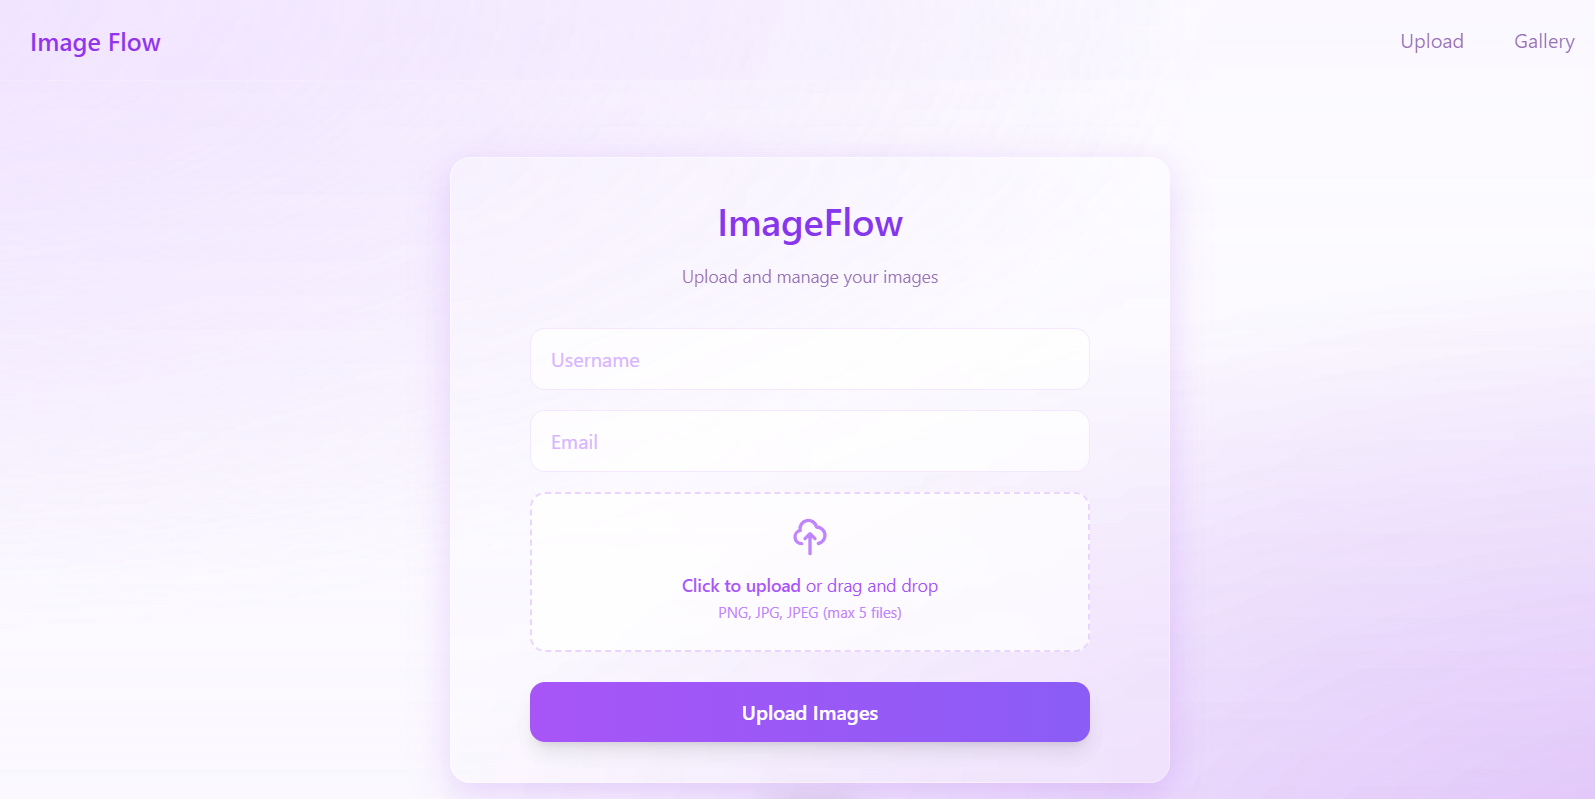 Image Flow
Upload
Gallery
ImageFlow
Upload and manage your images
Username
Email
Click to upload or drag and drop
PNG, JPG, JPEG (max 5 files)
Upload Images